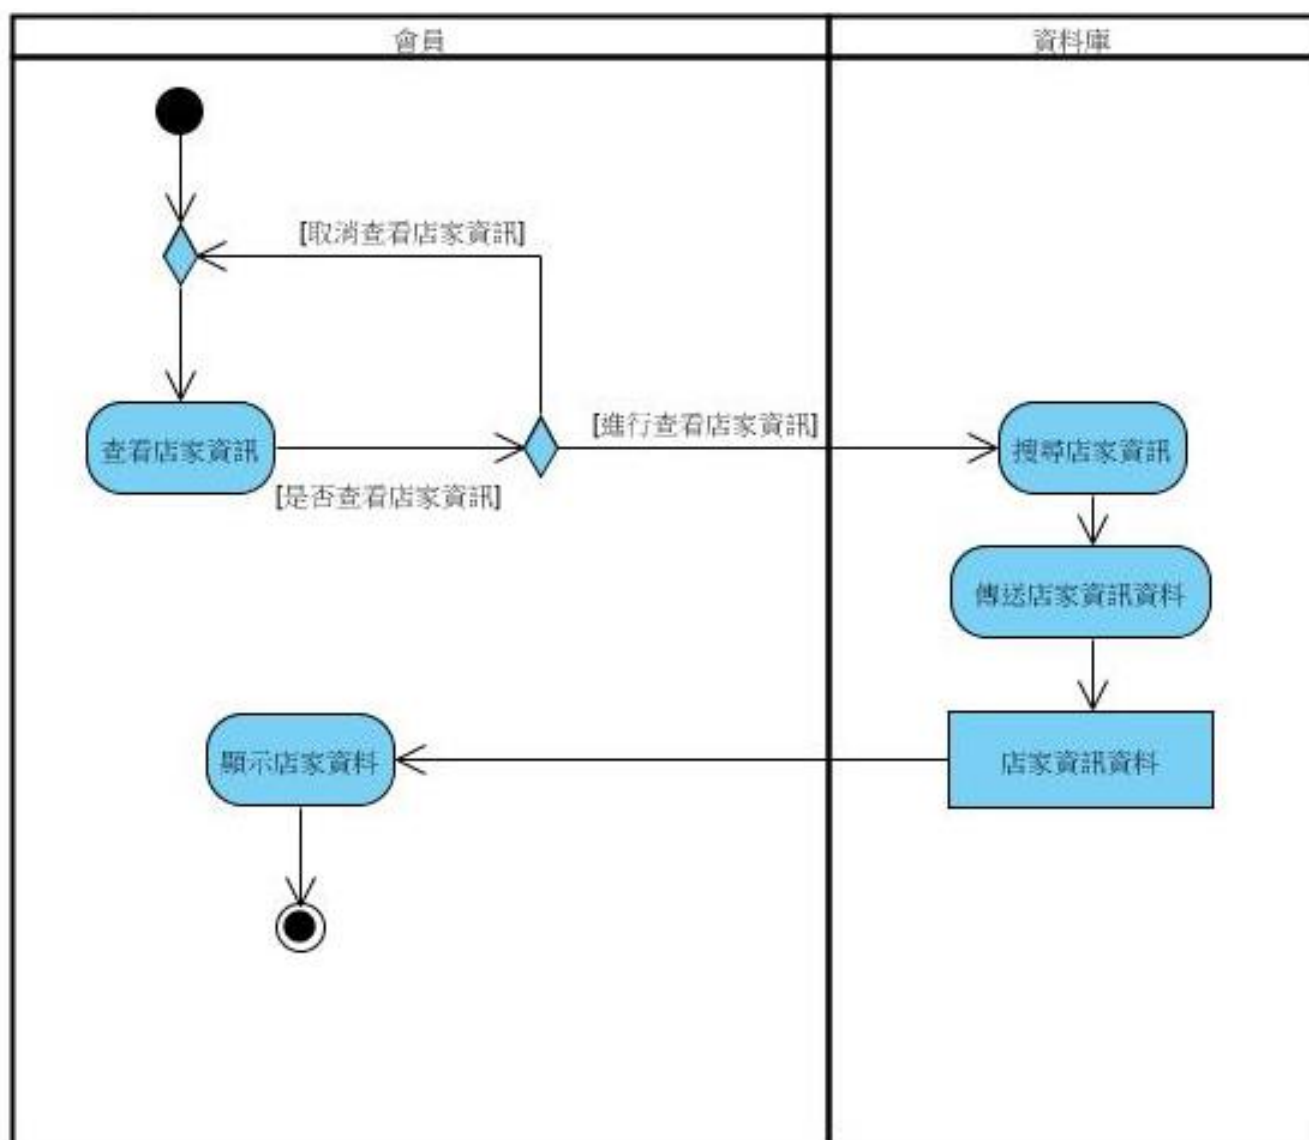 會員
資料庫
[取消查看店家資訊]
查看店家資訊
[是否查看店家資訊]
[進行查看店家資訊]
搜尋店家資訊
傳送店家資訊資料
店家資訊資料
顯示店家資料